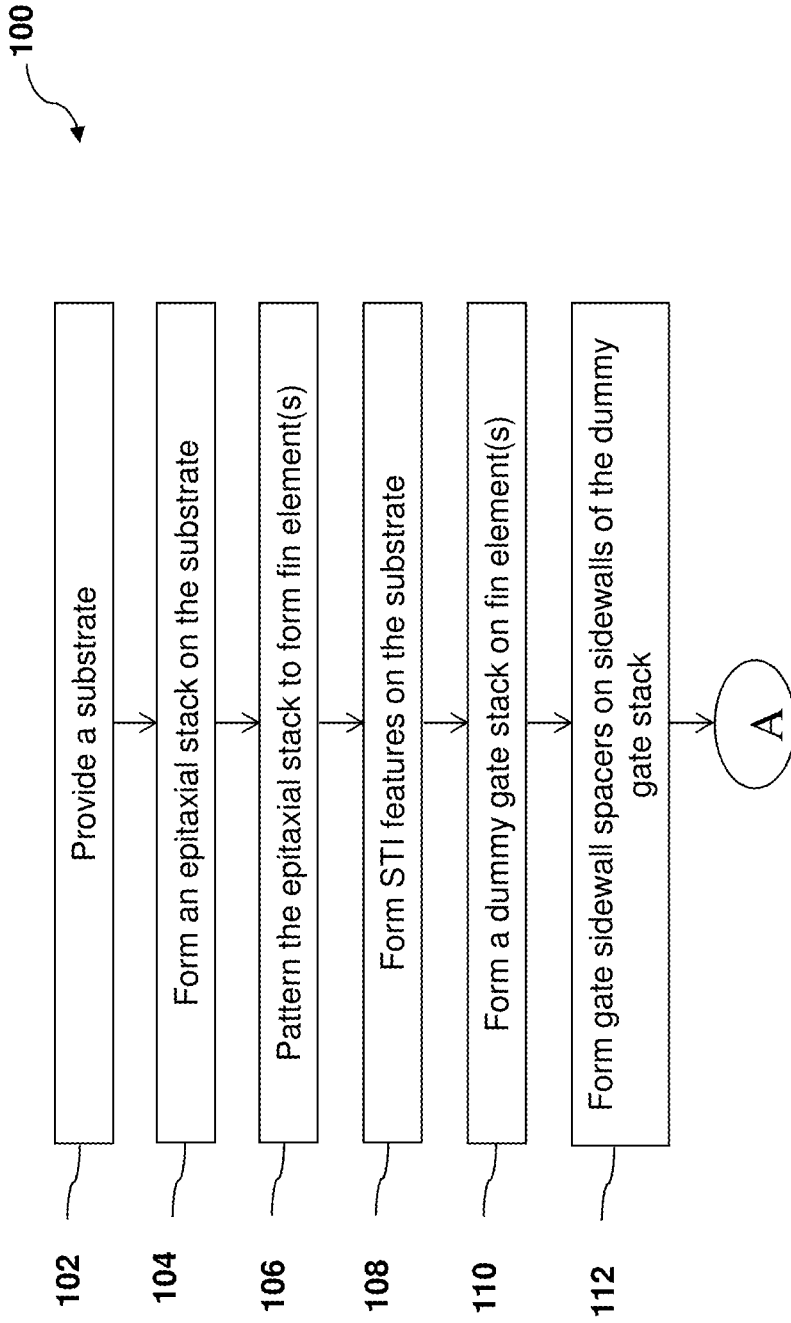 100
102
Provide a substrate
104
Form an epitaxial stack on the substrate
106
Pattern the epitaxial stack to form fin element(s)
108
Form STI features on the substrate
110
Form a dummy gate stack on fin element(s)
112
Form gate sidewall spacers on sidewalls of the dummy
gate stack
A